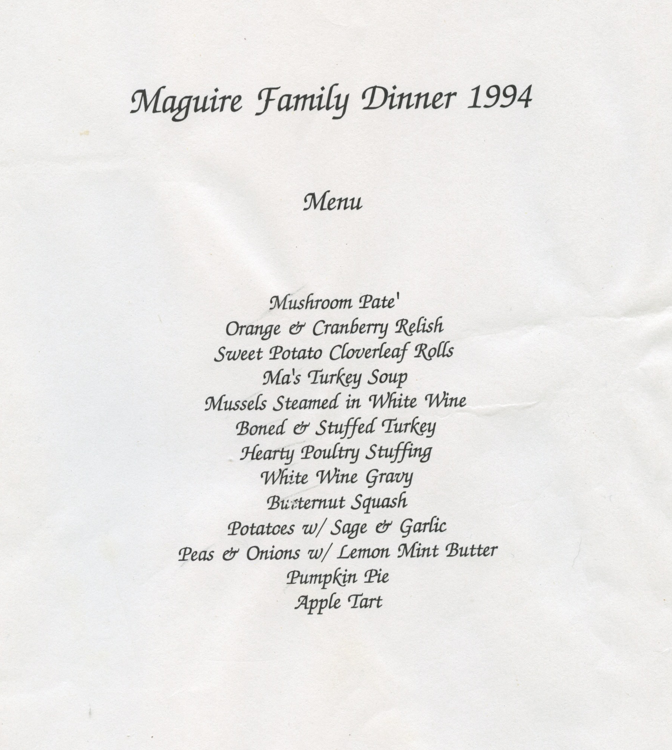 Maguire Family Dinner 1994
Menu
Mushroom Pate'
Orange & Cranberry Relish
Sweet Potato Cloverleaf Rolls
Ma's Turkey Soup
Mussels Steamed in White Wine
Boned & Stuffed Turkey
Hearty Poultry Stuffing
White Wine Gravy
Butternut Squash
Potatoes w/ Sage & Garlic
Peas & Onions w/ Lemon Mint Butter
Pumpkin Pie
Apple Tart